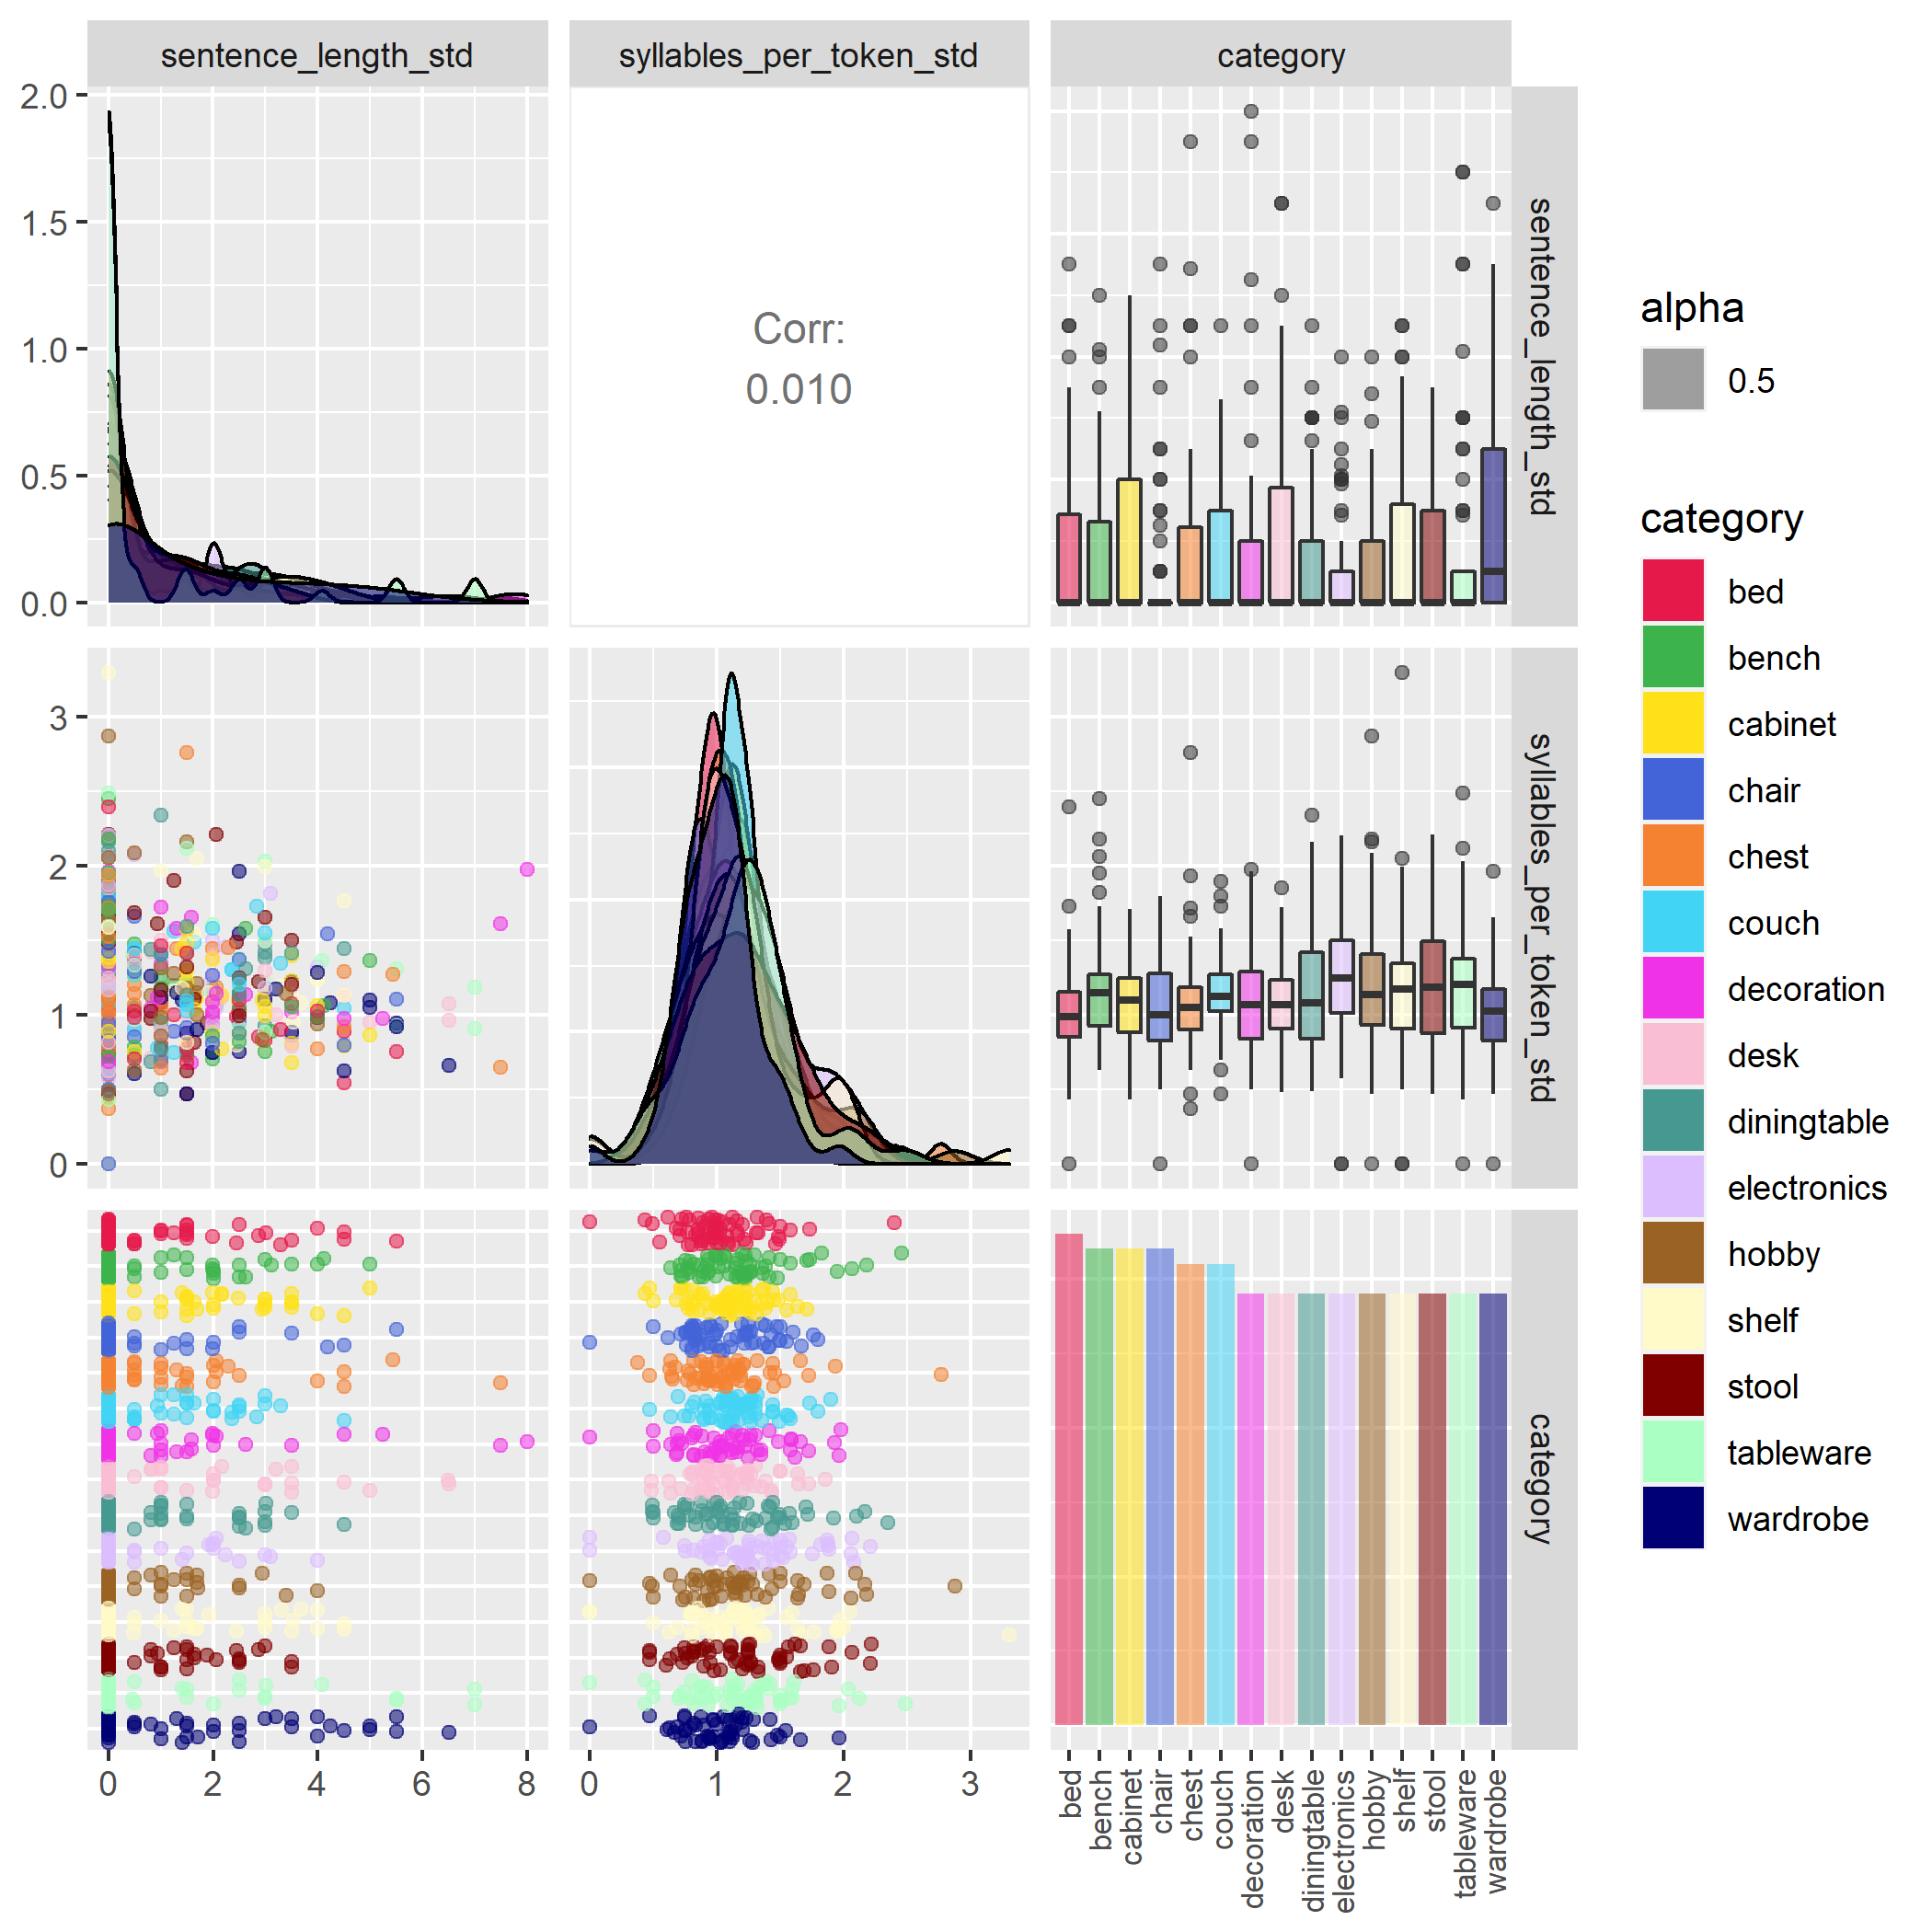 sentence_length_std
syllables_per_token_std
category
2.0
1.5
1.0
0.5
0.0
Corr:
0.010
sentence_length_std
3
2
1
0
syllables_per_token_std
category
0
2
4
6
8
0
1
2
3
bed
bench
cabinet
chair
chest
couch
decoration
desk
diningtable
electronics
hobby
shelf
stool
tableware
wardrobe
alpha
0.5
category
bed
bench
cabinet
chair
chest
couch
decoration
desk
diningtable
electronics
hobby
shelf
stool
tableware
wardrobe